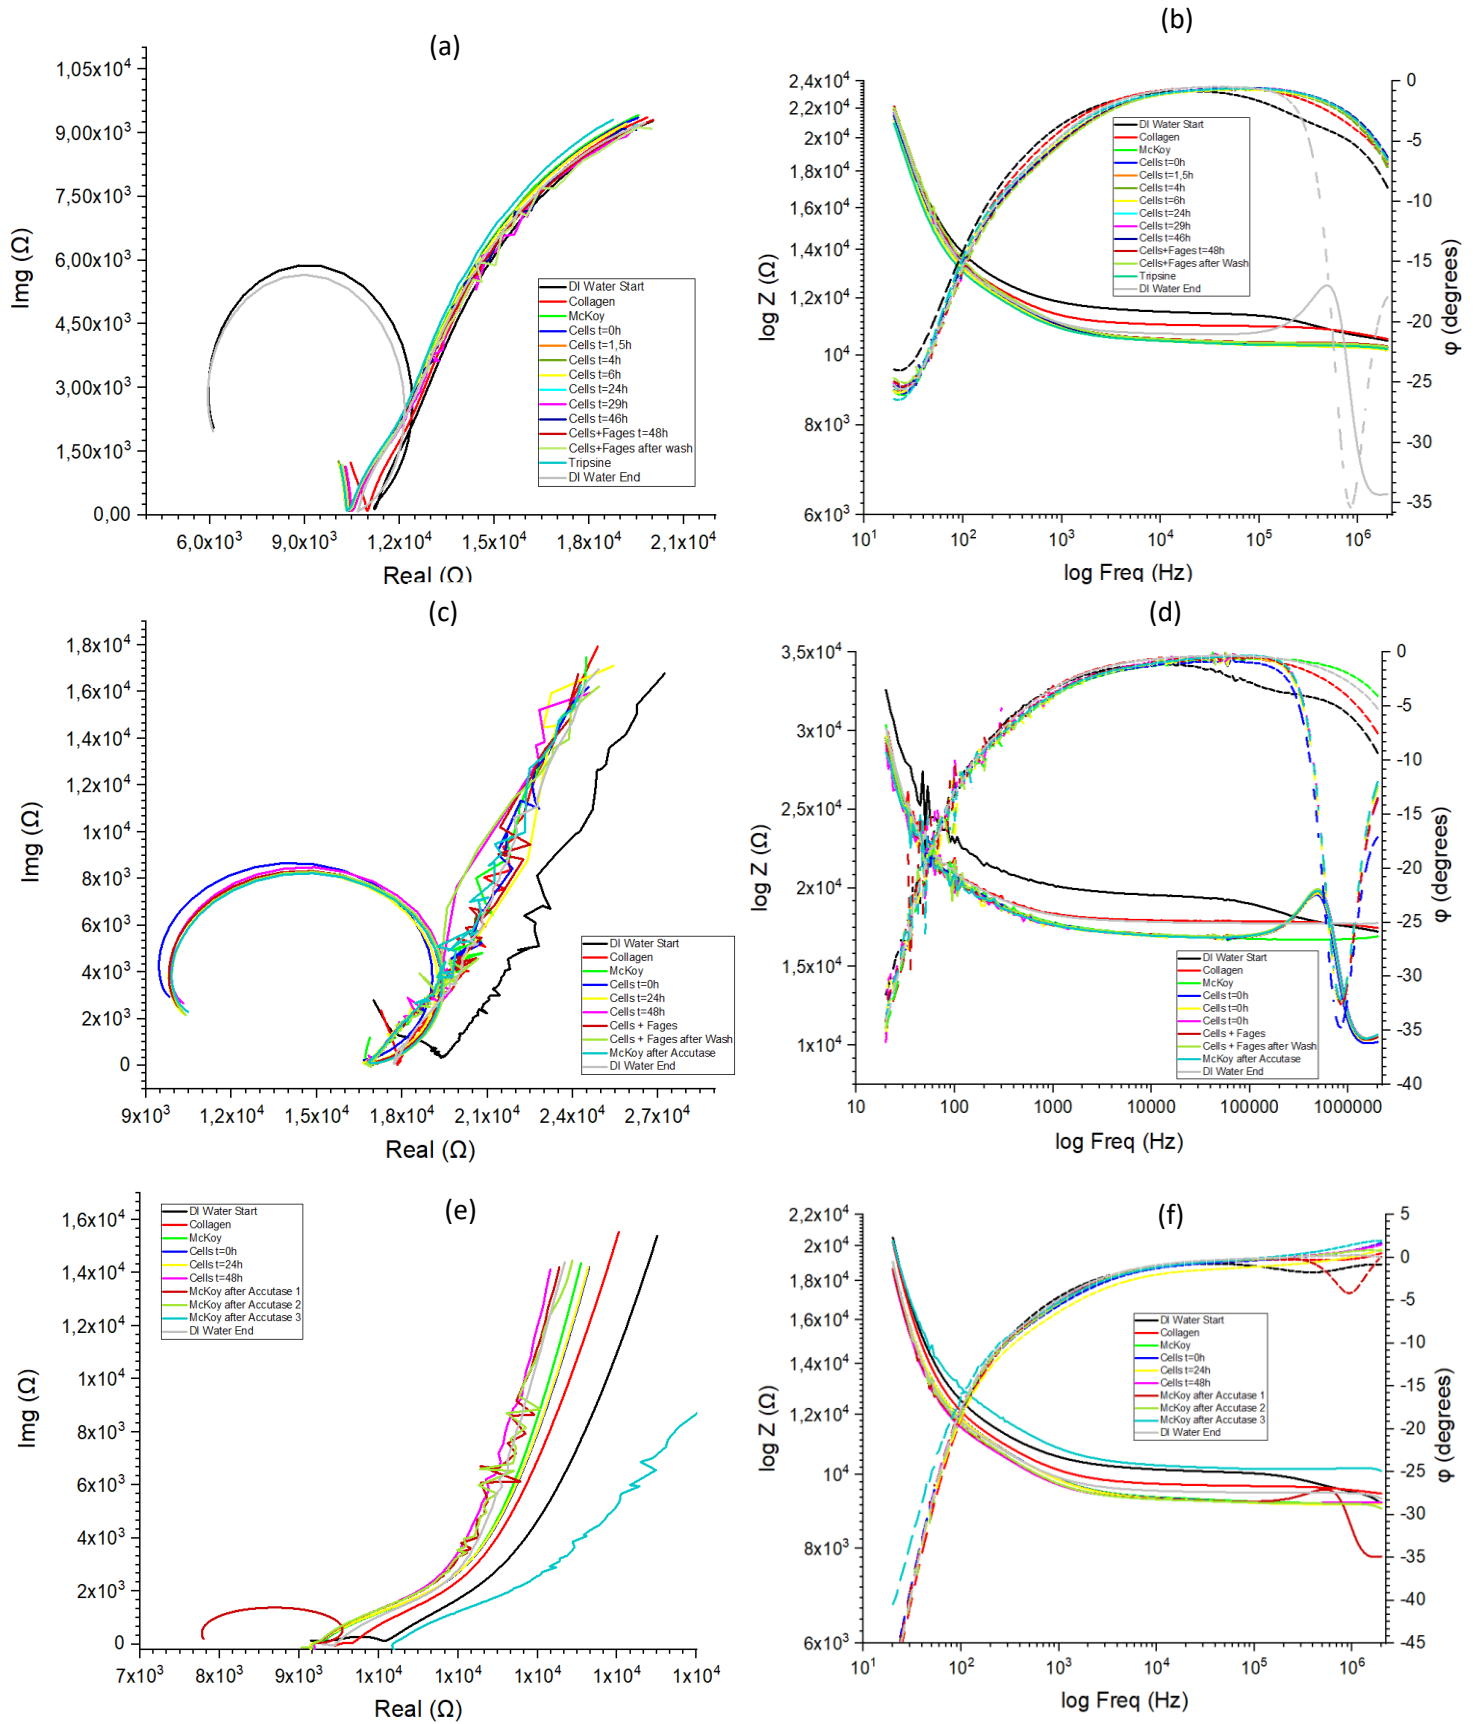 (a)
Img (Ω)
1,05x10⁴
9,00x10³
7,50x10³
6,00x10³
4,50x10³
3,00x10³
1,50x10³
0,00
6,0x10³ 9,0x10³ 1,2x10⁴ 1,5x10⁴ 1,8x10⁴ 2,1x10⁴
Real (Ω)
DI Water Start
Collagen
McKoy
Cells t=0h
Cells t=1,5h
Cells t=4h
Cells t=6h
Cells t=24h
Cells t=29h
Cells t=46h
Cells+Fages t=48h
Cells+Fages after wash
Tripsine
DI Water End
(b)
log Z (Ω)
2,4x10⁴
2,2x10⁴
2x10⁴
1,8x10⁴
1,6x10⁴
1,4x10⁴
1,2x10⁴
10⁴
8x10³
6x10³
10¹ 10² 10³ 10⁴ 10⁵ 10⁶
log Freq (Hz)
0
-5
-10
-15
-20
-25
-30
-35
φ (degrees)
DI Water Start
Collagen
McKoy
Cells t=0h
Cells t=1,5h
Cells t=4h
Cells t=6h
Cells t=24h
Cells t=29h
Cells t=46h
Cells+Fages t=48h
Cells+Fages after Wash
Tripsine
DI Water End
(c)
Img (Ω)
1,8x10⁴
1,6x10⁴
1,4x10⁴
1,2x10⁴
1x10⁴
8x10³
6x10³
4x10³
2x10³
0
9x10³ 1,2x10⁴ 1,5x10⁴ 1,8x10⁴ 2,1x10⁴ 2,4x10⁴ 2,7x10⁴
Real (Ω)
DI Water Start
Collagen
McKoy
Cells t=0h
Cells t=24h
Cells t=48h
Cells + Fages
Cells + Fages after Wash
McKoy after Accutase
DI Water End
(d)
log Z (Ω)
3,5x10⁴
3x10⁴
2,5x10⁴
2x10⁴
1,5x10⁴
1x10⁴
10 100 1000 10000 100000 1000000
log Freq (Hz)
0
-5
-10
-15
-20
-25
-30
-35
-40
φ (degrees)
DI Water Start
Collagen
McKoy
Cells t=0h
Cells t=0h
Cells t=0h
Cells + Fages
Cells + Fages after Wash
McKoy after Accutase
DI Water End
(e)
Img (Ω)
1,6x10⁴
1,4x10⁴
1,2x10⁴
1x10⁴
8x10³
6x10³
4x10³
2x10³
0
7x10³ 8x10³ 9x10³ 1x10⁴ 1x10⁴ 1x10⁴ 1x10⁴ 1x10⁴
Real (Ω)
DI Water Start
Collagen
McKoy
Cells t=0h
Cells t=24h
Cells t=48h
McKoy after Accutase 1
McKoy after Accutase 2
McKoy after Accutase 3
DI Water End
(f)
log Z (Ω)
2,2x10⁴
2x10⁴
1,8x10⁴
1,6x10⁴
1,4x10⁴
1,2x10⁴
10⁴
8x10³
6x10³
10¹ 10² 10³ 10⁴ 10⁵ 10⁶
log Freq (Hz)
5
0
-5
-10
-15
-20
-25
-30
-35
-40
-45
φ (degrees)
DI Water Start
Collagen
McKoy
Cells t=0h
Cells t=24h
Cells t=48h
McKoy after Accutase 1
McKoy after Accutase 2
McKoy after Accutase 3
DI Water End